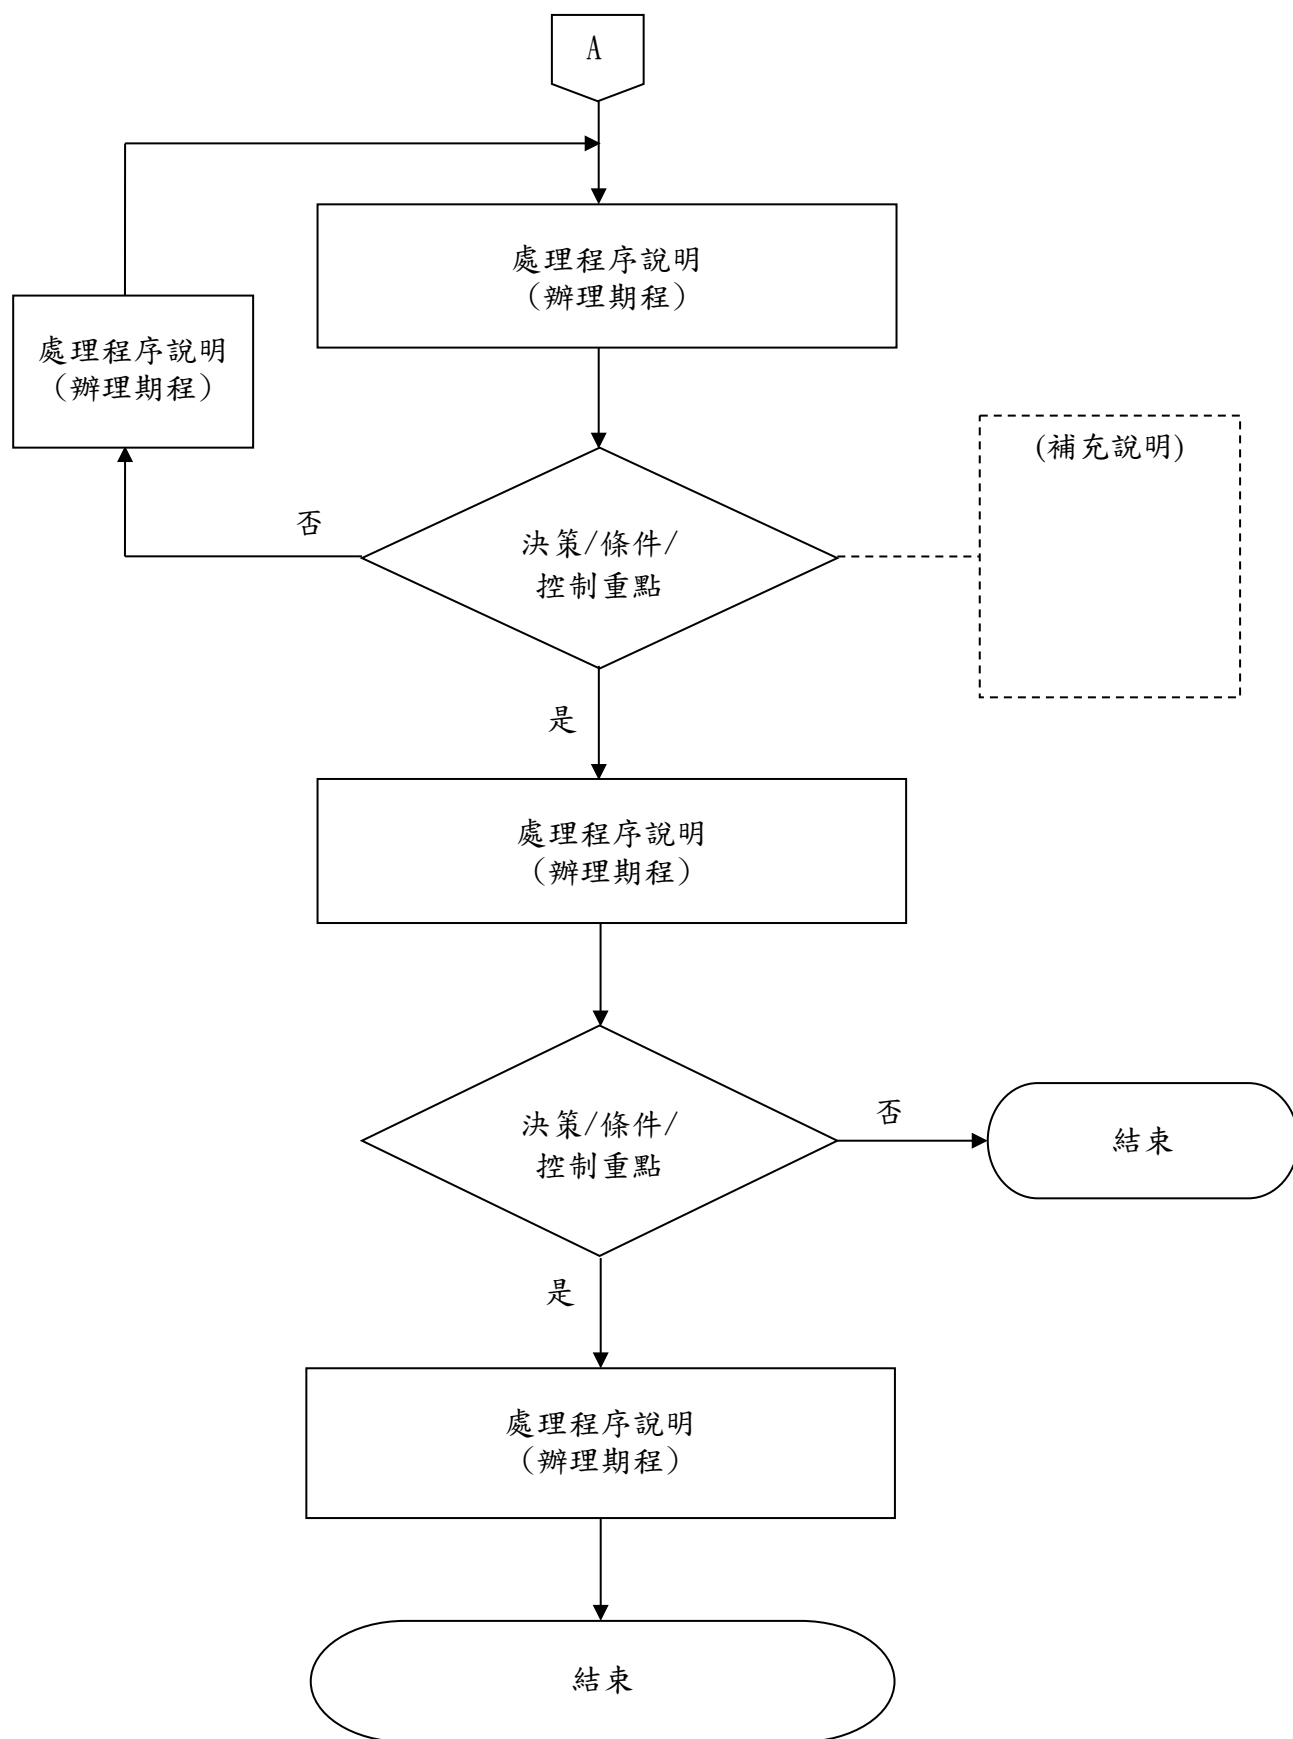 A
處理程序說明
（辦理期程）
處理程序說明
（辦理期程）
(補充說明)
否
決策/條件/
控制重點
是
處理程序說明
（辦理期程）
決策/條件/
控制重點
否
結束
是
處理程序說明
（辦理期程）
結束